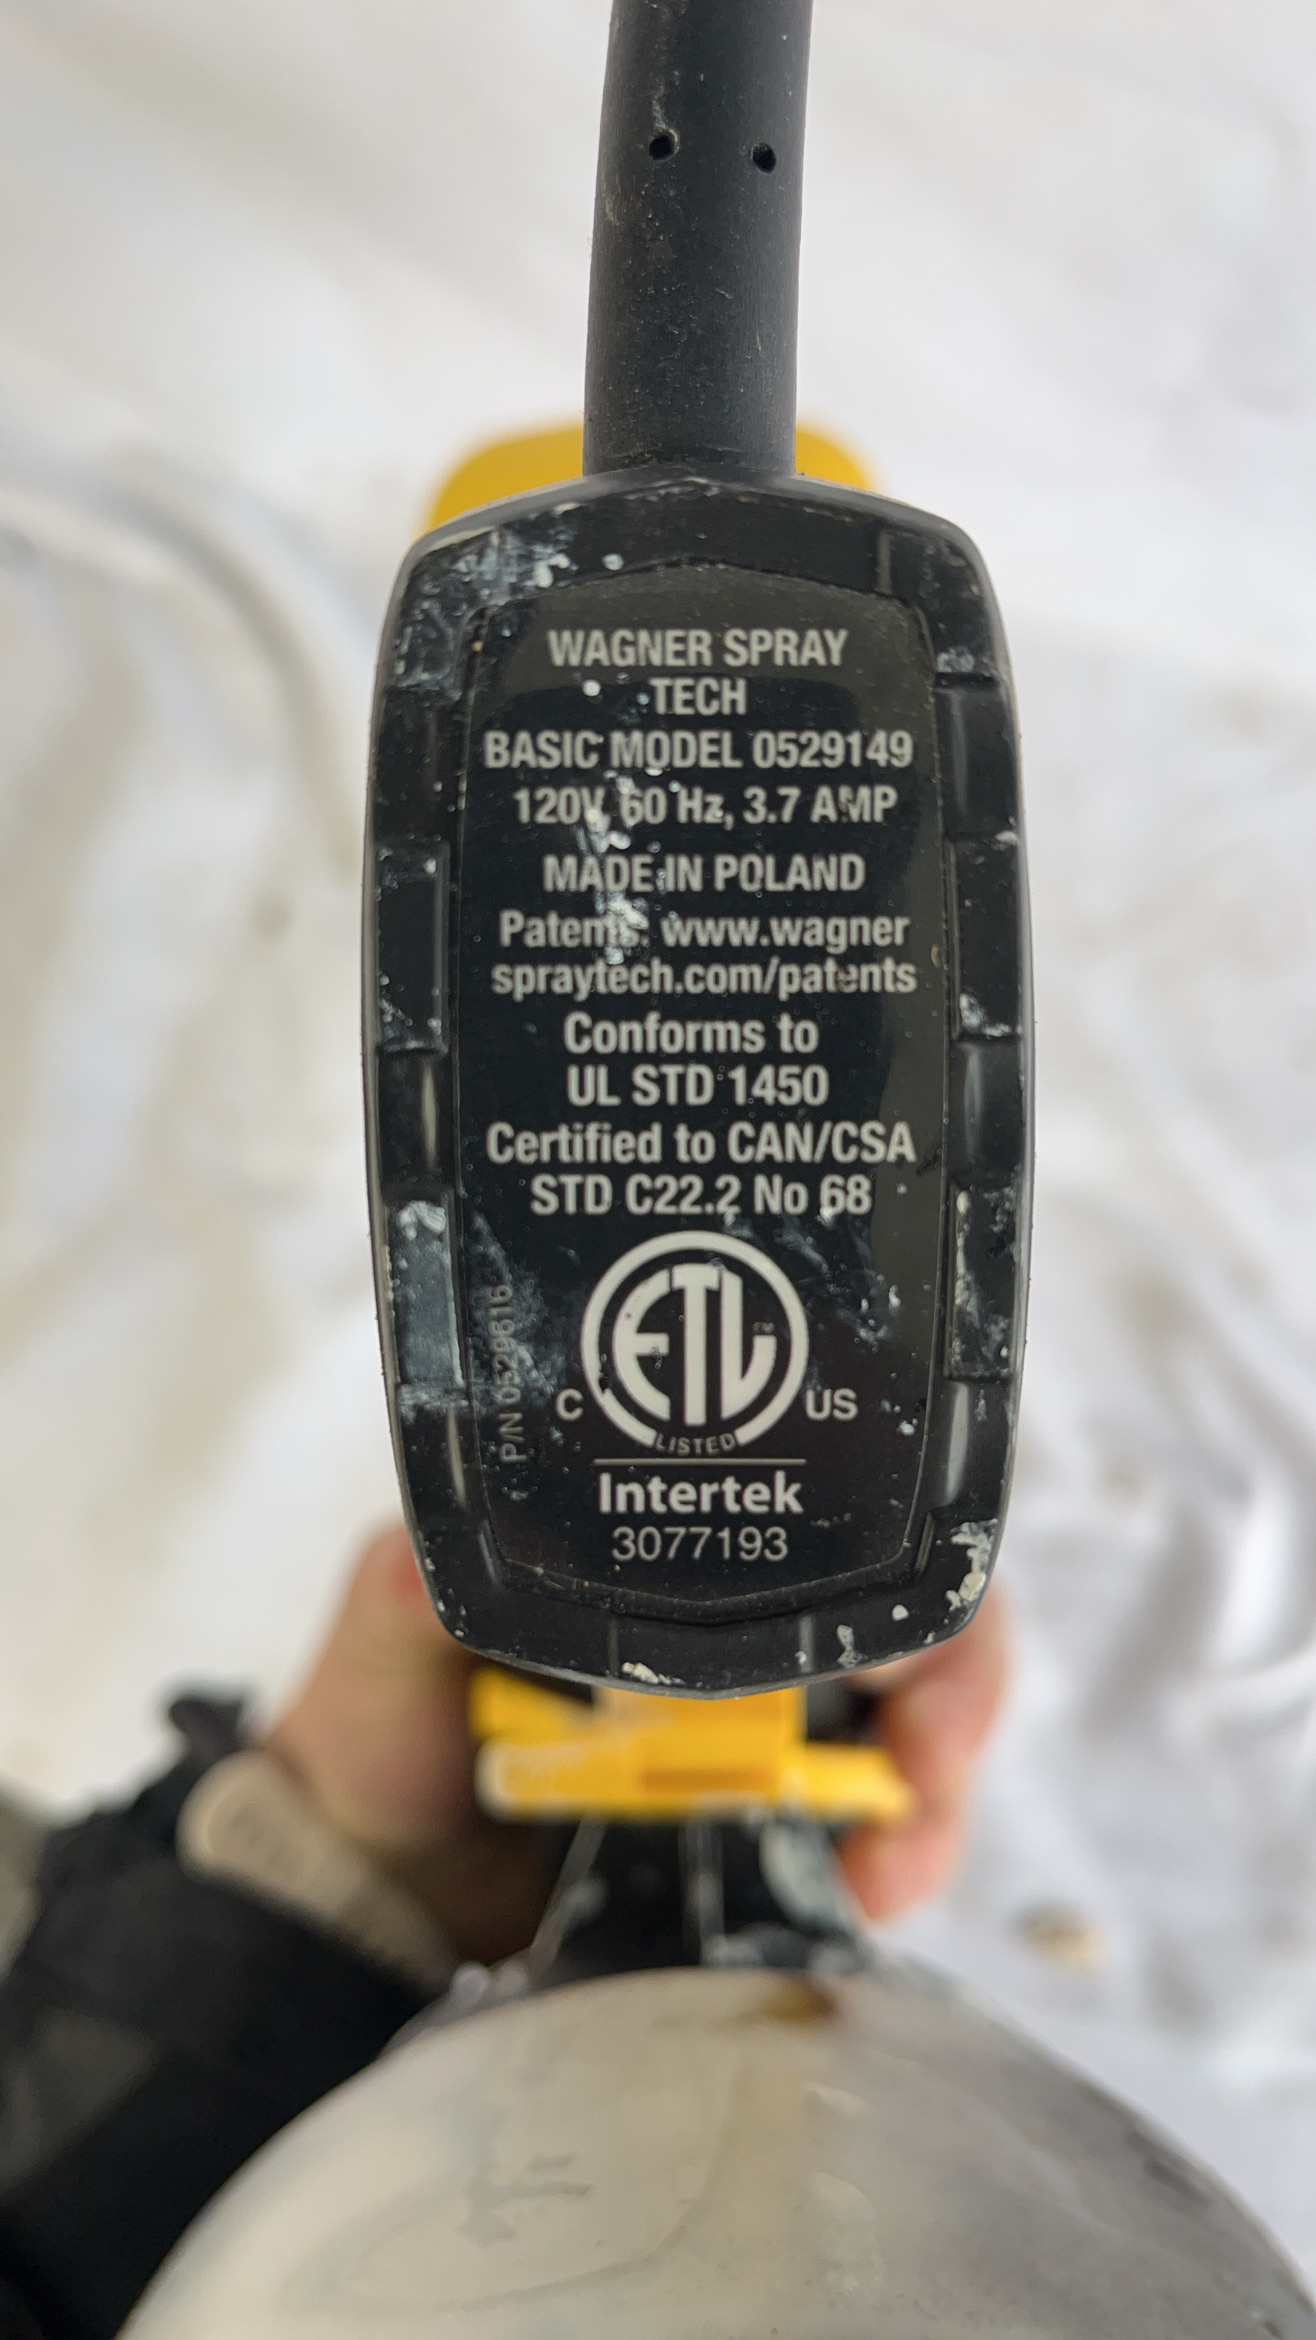 WAGNER SPRAY
TECH
BASIC MODEL 0529149
120V, 60 Hz, 3.7 AMP
MADE IN POLAND
Patents: www.wagner
spraytech.com/patents
Conforms to
UL STD 1450
Certified to CAN/CSA
STD C22.2 No 68
P/N 0529616
ETL
C US
LISTED
Intertek
3077193